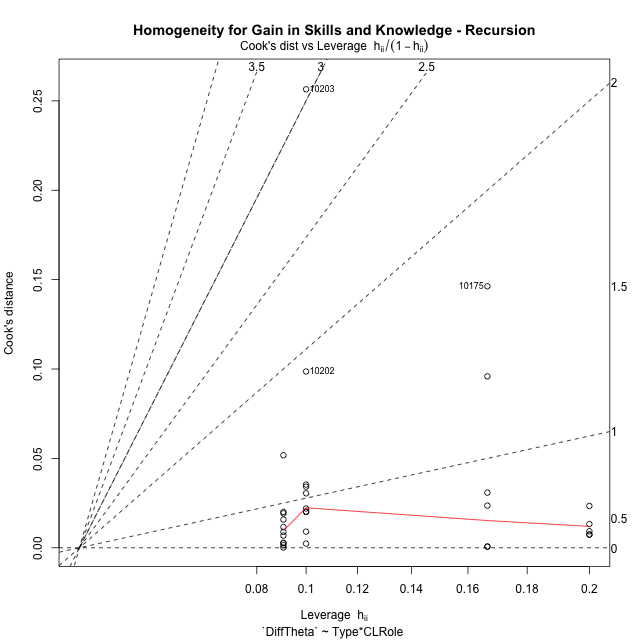 Homogeneity for Gain in Skills and Knowledge - Recursion
Cook's dist vs Leverage hii/(1 − hii)
3.5 3 2.5
2
10203
0.25
0.20
0.15
0.10
0.05
0.00
Cook's distance
10175
1.5
10202
1
0.5
0
0.08 0.1 0.12 0.14 0.16 0.18 0.2
Leverage hii
`DiffTheta` ~ Type*CLRole